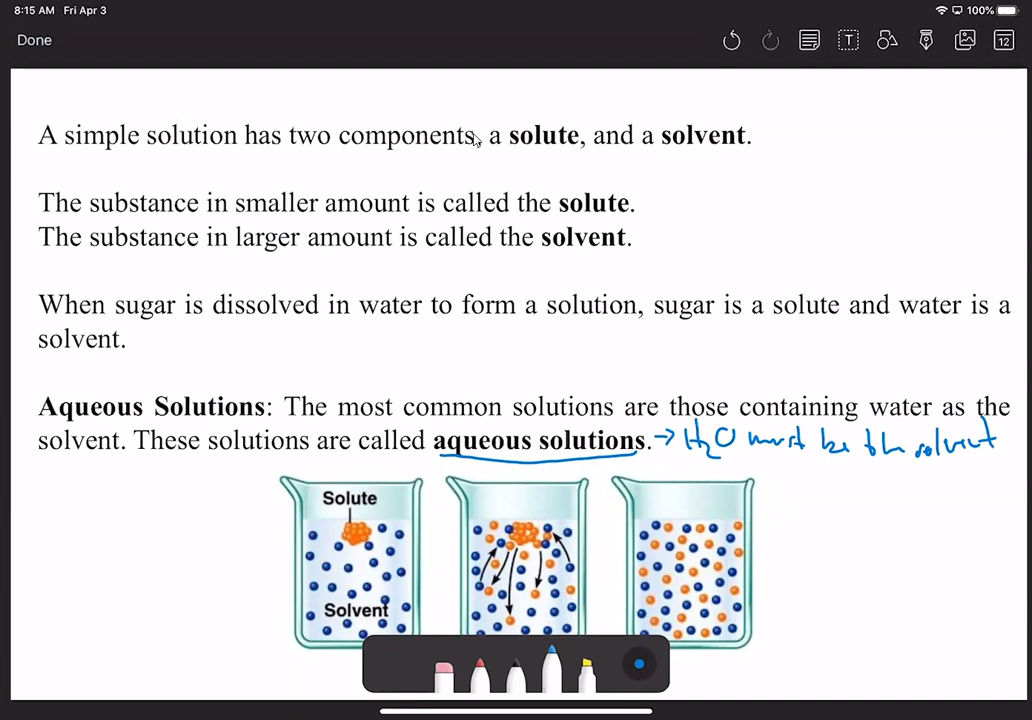 8:15 AM Fri Apr 3
100%
Done
T
12
A simple solution has two components, a solute, and a solvent.
The substance in smaller amount is called the solute.
The substance in larger amount is called the solvent.
When sugar is dissolved in water to form a solution, sugar is a solute and water is a
solvent.
Aqueous Solutions: The most common solutions are those containing water as the
solvent. These solutions are called aqueous solutions. → H₂O must be the solvent
Solute
Solvent